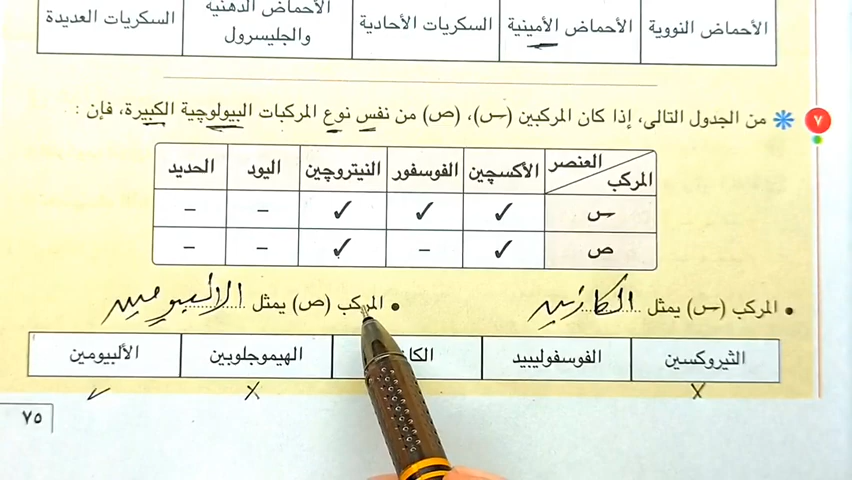 الأحماض النووية	الأحماض الأمينية	السكريات الأحادية	الأحماض الدهنية والجليسرول	السكريات العديدة
٧ من الجدول التالى، إذا كان المركبين (س)، (ص) من نفس نوع المركبات البيولوچية الكبيرة، فإن :
العنصر المركب	الأكسچين	الفوسفور	النيتروچين	اليود	الحديد
س	✓	✓	✓	–	–
ص	✓	–	✓	–	–
• المركب (س) يمثل الكازين	• المركب (ص) يمثل الالبيومين
الثيروكسين	الفوسفوليبيد	الهيموجلوبين	الألبيومين
٧٥